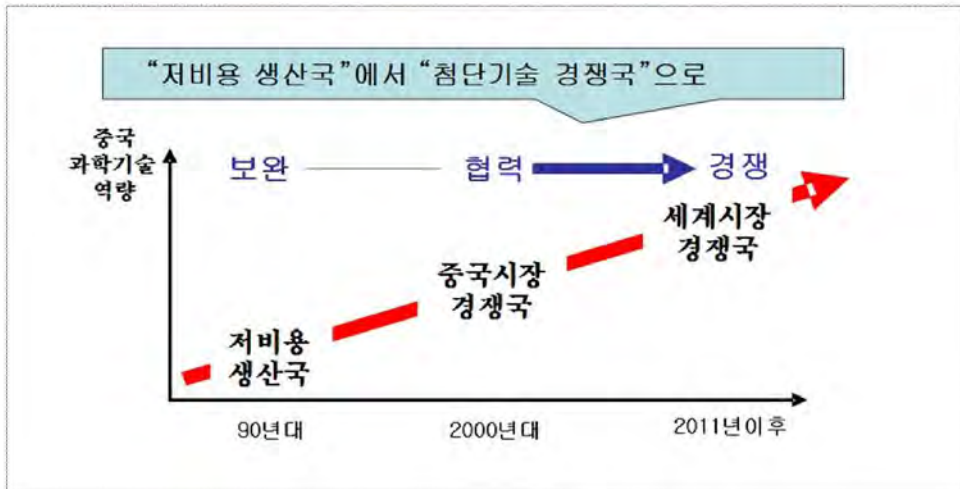 “저비용 생산국”에서 “첨단기술 경쟁국”으로
중국
과학기술
역량
보완
협력
경쟁
세계시장
경쟁국
중국시장
경쟁국
저비용
생산국
90년대
2000년대
2011년이후